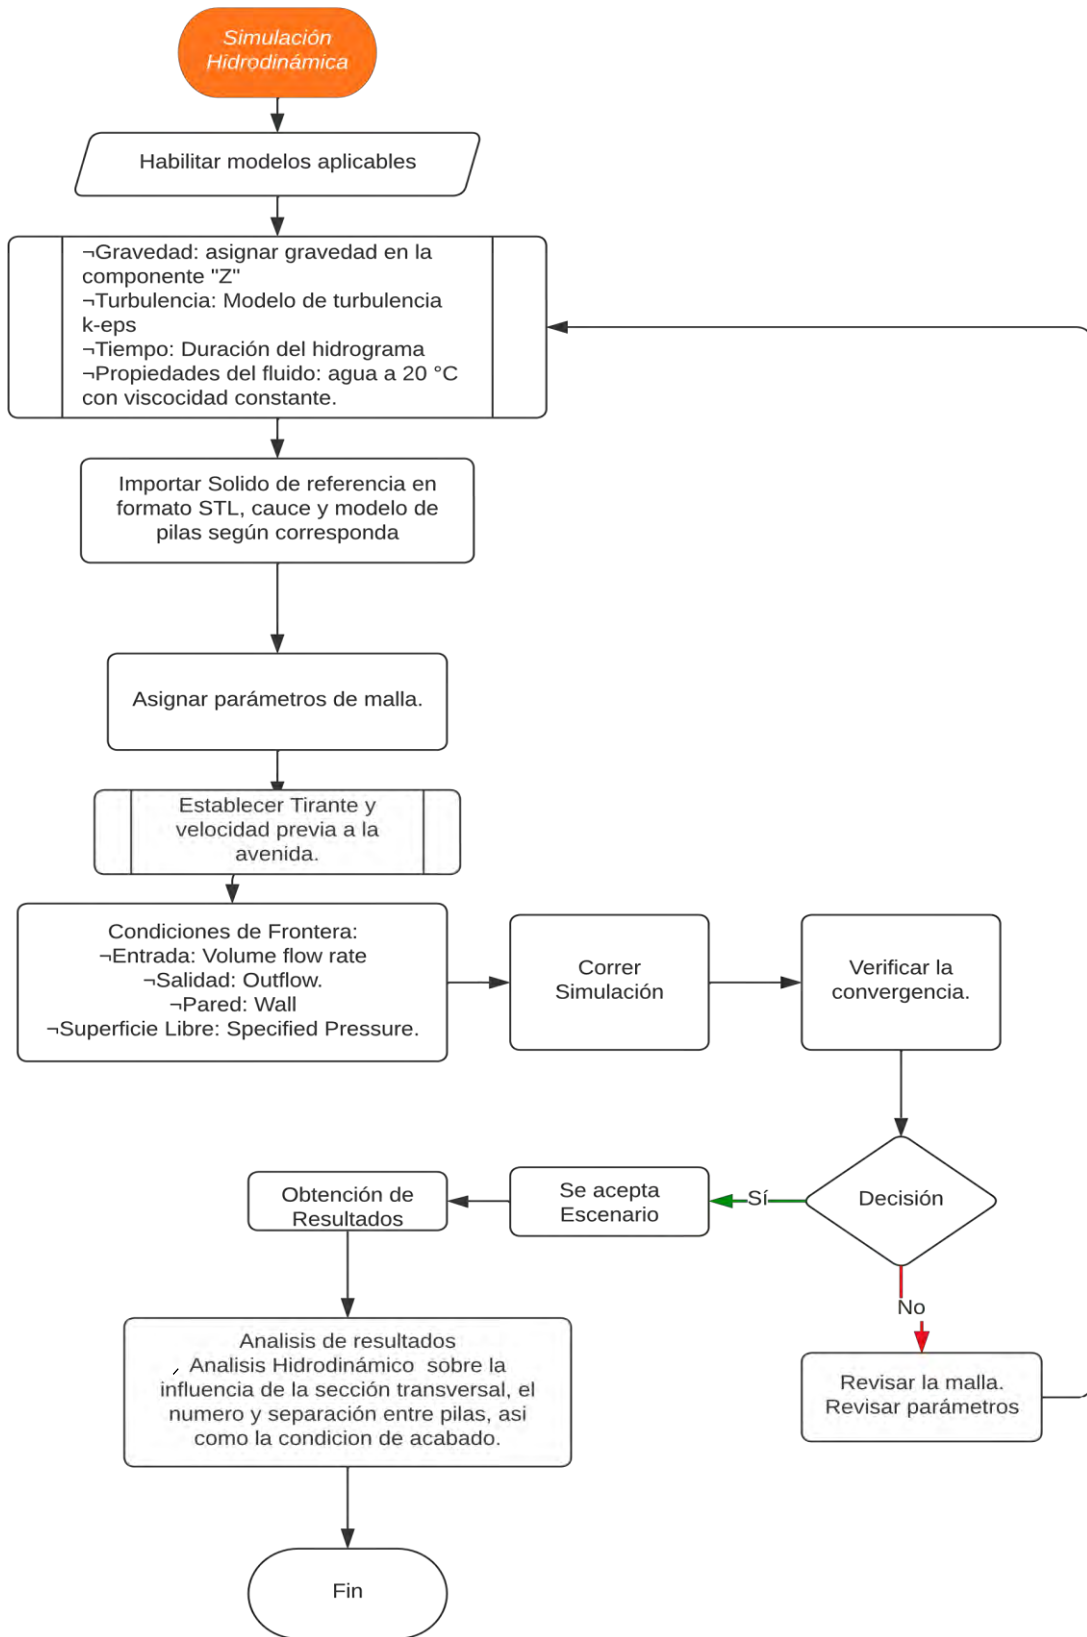 Simulación
Hidrodinámica
Habilitar modelos aplicables
¬Gravedad: asignar gravedad en la
componente "Z"
¬Turbulencia: Modelo de turbulencia
k-eps
¬Tiempo: Duración del hidrograma
¬Propiedades del fluido: agua a 20 °C
con viscocidad constante.
Importar Solido de referencia en
formato STL, cauce y modelo de
pilas según corresponda
Asignar parámetros de malla.
Establecer Tirante y
velocidad previa a la
avenida.
Condiciones de Frontera:
¬Entrada: Volume flow rate
¬Salidad: Outflow.
¬Pared: Wall
¬Superficie Libre: Specified Pressure.
Correr
Simulación
Verificar la
convergencia.
Decisión
Sí
Se acepta
Escenario
Obtención de
Resultados
No
Revisar la malla.
Revisar parámetros
Analisis de resultados
Analisis Hidrodinámico sobre la
influencia de la sección transversal, el
numero y separación entre pilas, asi
como la condicion de acabado.
Fin